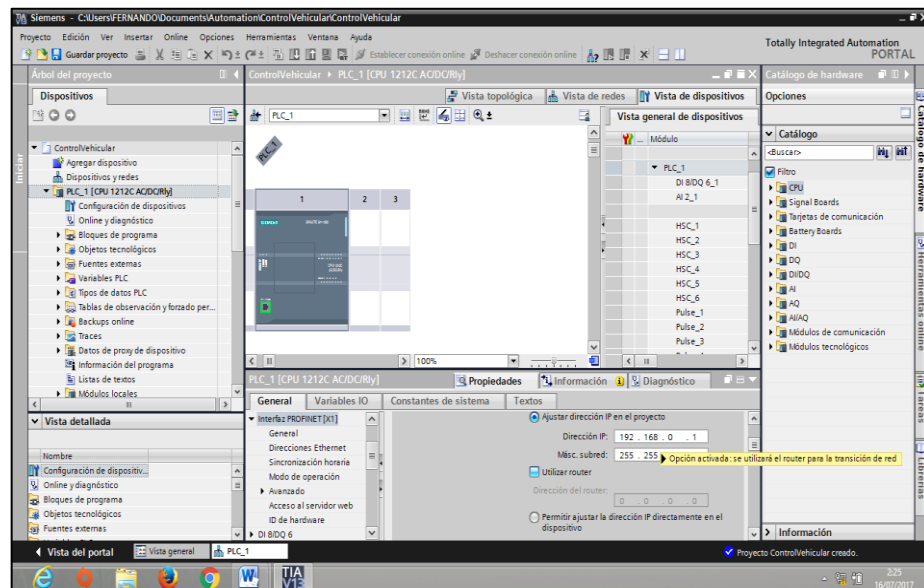 Siemens - C:\Users\FERNANDO\Documents\Automation\ControlVehicular\ControlVehicular
Proyecto Edición Ver Insertar Online Opciones Herramientas Ventana Ayuda
Guardar proyecto Establecer conexión online Deshacer conexión online
Totally Integrated Automation
PORTAL
Árbol del proyecto
Dispositivos
Iniciar
ControlVehicular
Agregar dispositivo
Dispositivos y redes
PLC_1 [CPU 1212C AC/DC/Rly]
Configuración de dispositivos
Online y diagnóstico
Bloques de programa
Objetos tecnológicos
Fuentes externas
Variables PLC
Tipos de datos PLC
Tablas de observación y forzado per...
Backups online
Traces
Datos de proxy de dispositivo
Información del programa
Listas de textos
Módulos locales
Vista detallada
Nombre
Configuración de dispositiv...
Online y diagnóstico
Bloques de programa
Objetos tecnológicos
Fuentes externas
ControlVehicular PLC_1 [CPU 1212C AC/DC/Rly]
Vista topológica Vista de redes Vista de dispositivos
PLC_1
PLC_1
1 2 3
SIEMENS
100%
Vista general de dispositivos
... Módulo
PLC_1
DI 8/DQ 6_1
AI 2_1
HSC_1
HSC_2
HSC_3
HSC_4
HSC_5
HSC_6
Pulse_1
Pulse_2
Pulse_3
PLC_1 [CPU 1212C AC/DC/Rly]
Propiedades Información Diagnóstico
General Variables IO Constantes de sistema Textos
Interfaz PROFINET [X1]
General
Direcciones Ethernet
Sincronización horaria
Modo de operación
Avanzado
Acceso al servidor web
ID de hardware
DI 8/DQ 6
Ajustar dirección IP en el proyecto
Dirección IP: 192 . 168 . 0 . 1
Másc. subred: 255 . 255
Opción activada: se utilizará el router para la transición de red
Utilizar router
Dirección del router: 0 . 0 . 0 . 0
Permitir ajustar la dirección IP directamente en el
dispositivo
Catálogo de hardware
Opciones
Catálogo
<Buscar>
Filtro
CPU
Signal Boards
Tarjetas de comunicación
Battery Boards
DI
DQ
DI/DQ
AI
AQ
AI/AQ
Módulos de comunicación
Módulos tecnológicos
Información
Catálogo de hardware
Herramientas online
Tareas
Librerías
Vista del portal Vista general PLC_1
Proyecto ControlVehicular creado.
TIA
V13
2:25
16/07/2017